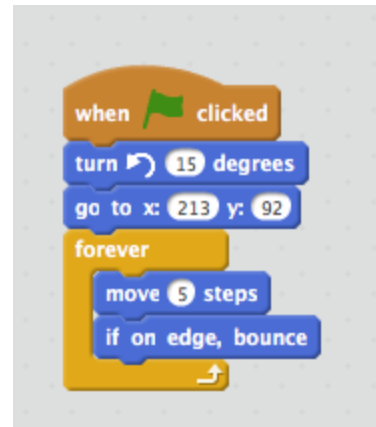 when clicked
turn 15 degrees
go to x: 213 y: 92
forever
move 5 steps
if on edge, bounce